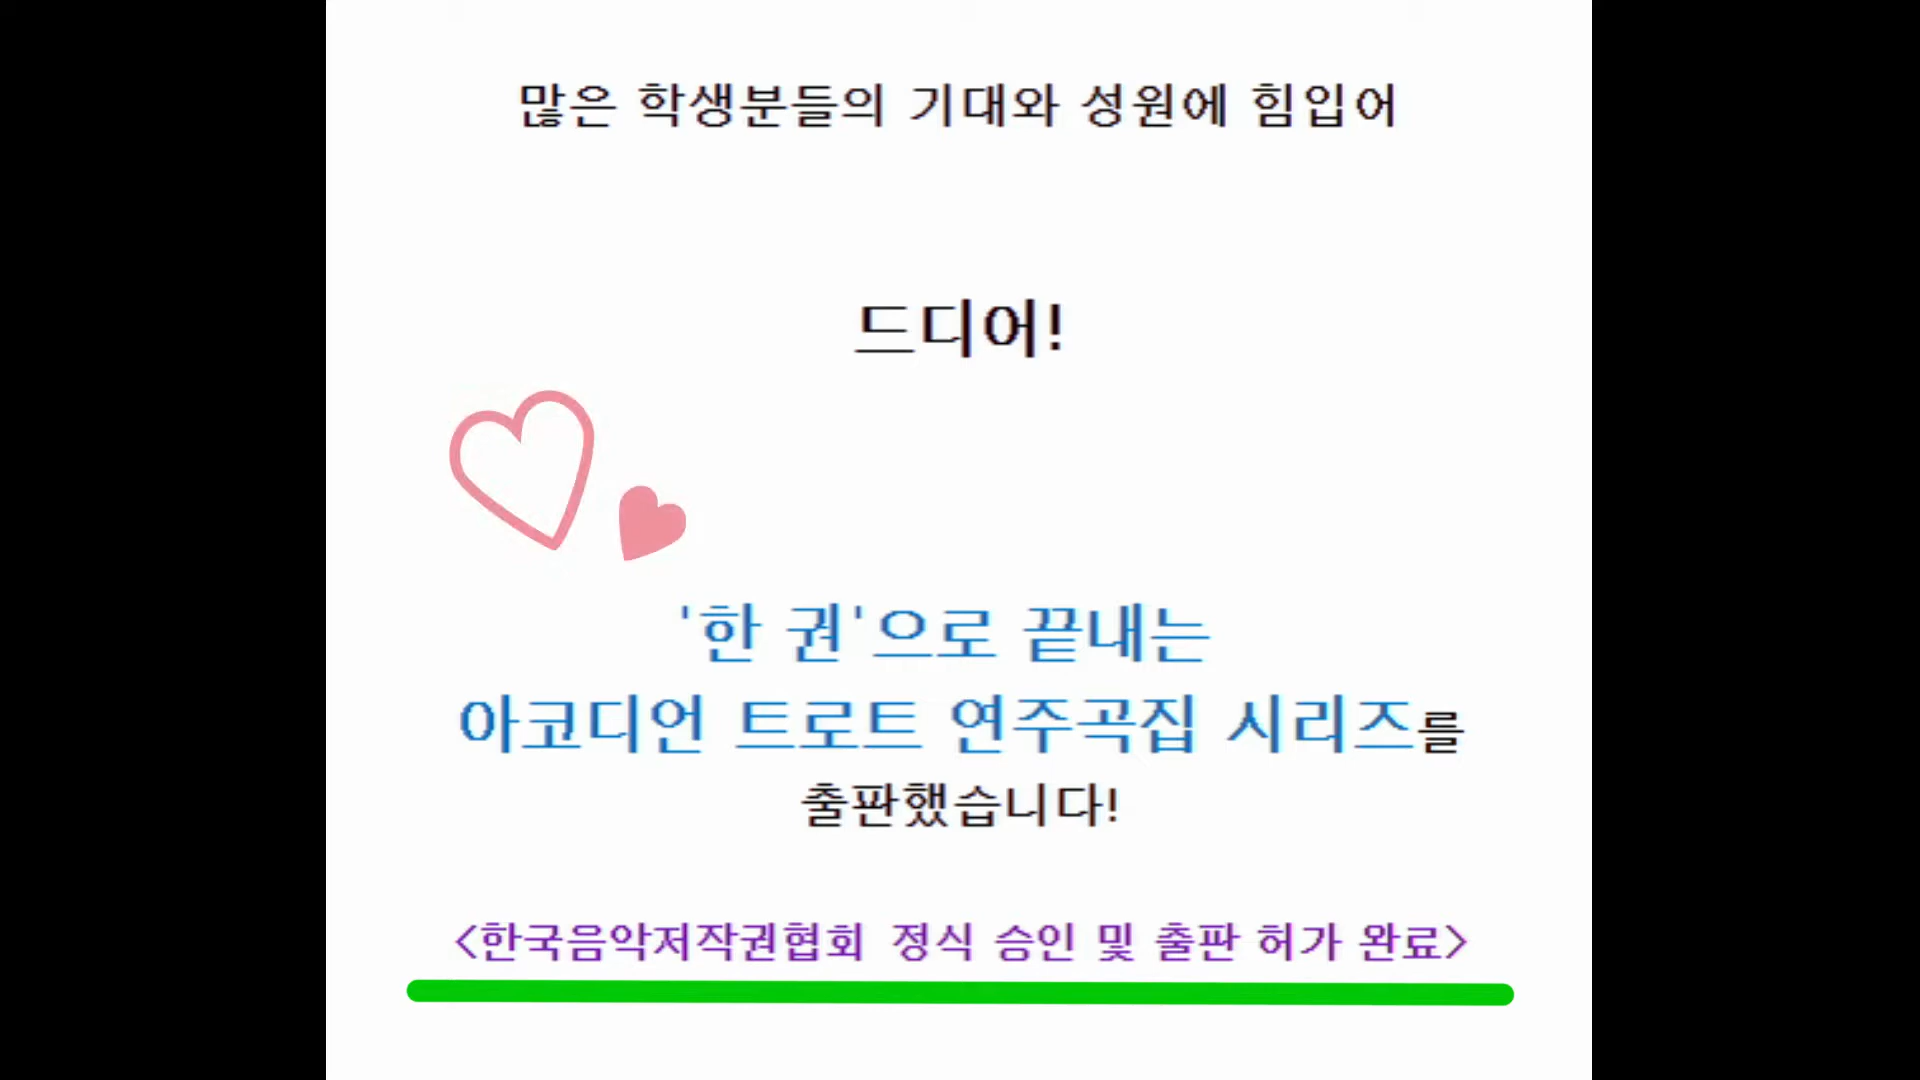 많은 학생분들의 기대와 성원에 힘입어
드디어!
'한 권'으로 끝내는
아코디언 트로트 연주곡집 시리즈를
출판했습니다!
<한국음악저작권협회 정식 승인 및 출판 허가 완료>